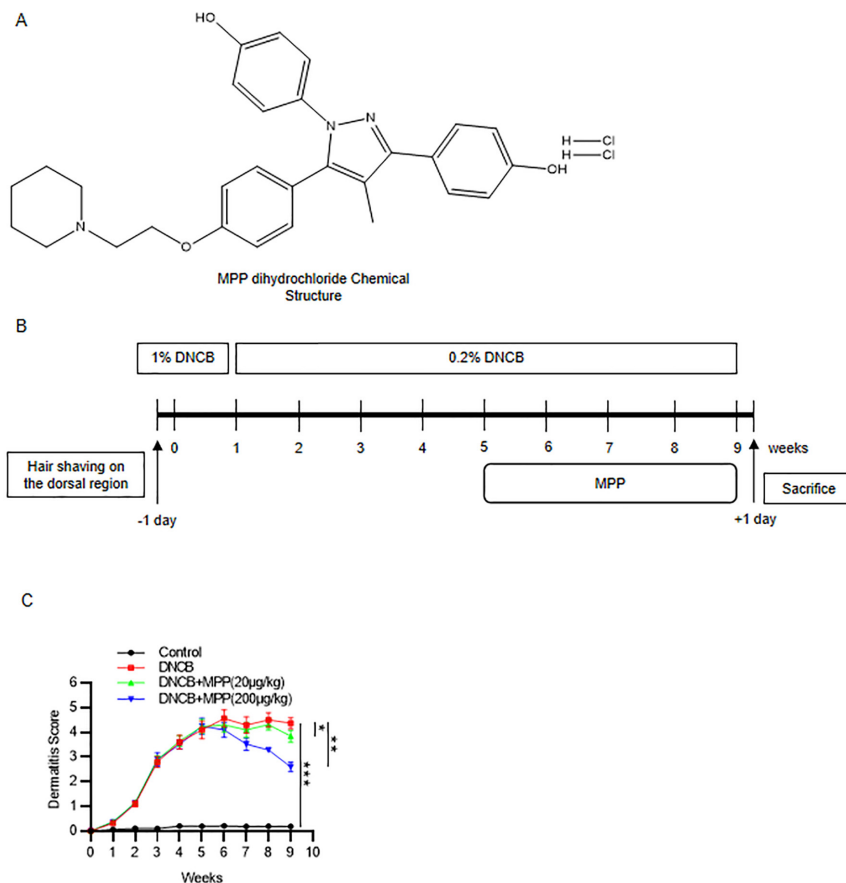 A
HO
N
N
H Cl
H Cl
OH
N
O
MPP dihydrochloride Chemical
Structure
B
1% DNCB
0.2% DNCB
0 1 2 3 4 5 6 7 8 9 weeks
Hair shaving on
the dorsal region
MPP
Sacrifice
-1 day
+1 day
C
Control
DNCB
DNCB+MPP(20µg/kg)
DNCB+MPP(200µg/kg)
6
5
4
3
2
1
0
Dermatitis Score
*
**
***
0 1 2 3 4 5 6 7 8 9 10
Weeks